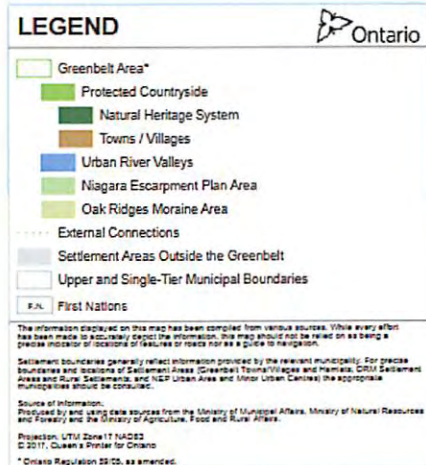 LEGEND
Ontario
Greenbelt Area*
Protected Countryside
Natural Heritage System
Towns / Villages
Urban River Valleys
Niagara Escarpment Plan Area
Oak Ridges Moraine Area
External Connections
Settlement Areas Outside the Greenbelt
Upper and Single-Tier Municipal Boundaries
F.N. First Nations
The information displayed on this map has been compiled from various sources. While every effort
has been made to accurately depict the information, this map should not be relied on as being a
precise indicator of locations of features or roads nor as a guide to navigation.
Settlement boundaries generally reflect information provided by the relevant municipality. For precise
boundaries and locations of Settlement Areas (Greenbelt Towns/Villages and Hamlets, ORM Settlement
Areas and Rural Settlements, and NEP Urban Area and Minor Urban Centres) the appropriate
municipalities should be consulted.
Source of Information:
Produced by and using data sources from the Ministry of Municipal Affairs, Ministry of Natural Resources
and Forestry and the Ministry of Agriculture, Food and Rural Affairs.
Projection: UTM Zone 17 NAD83
© 2017, Queen's Printer for Ontario
* Ontario Regulation 59/05, as amended.